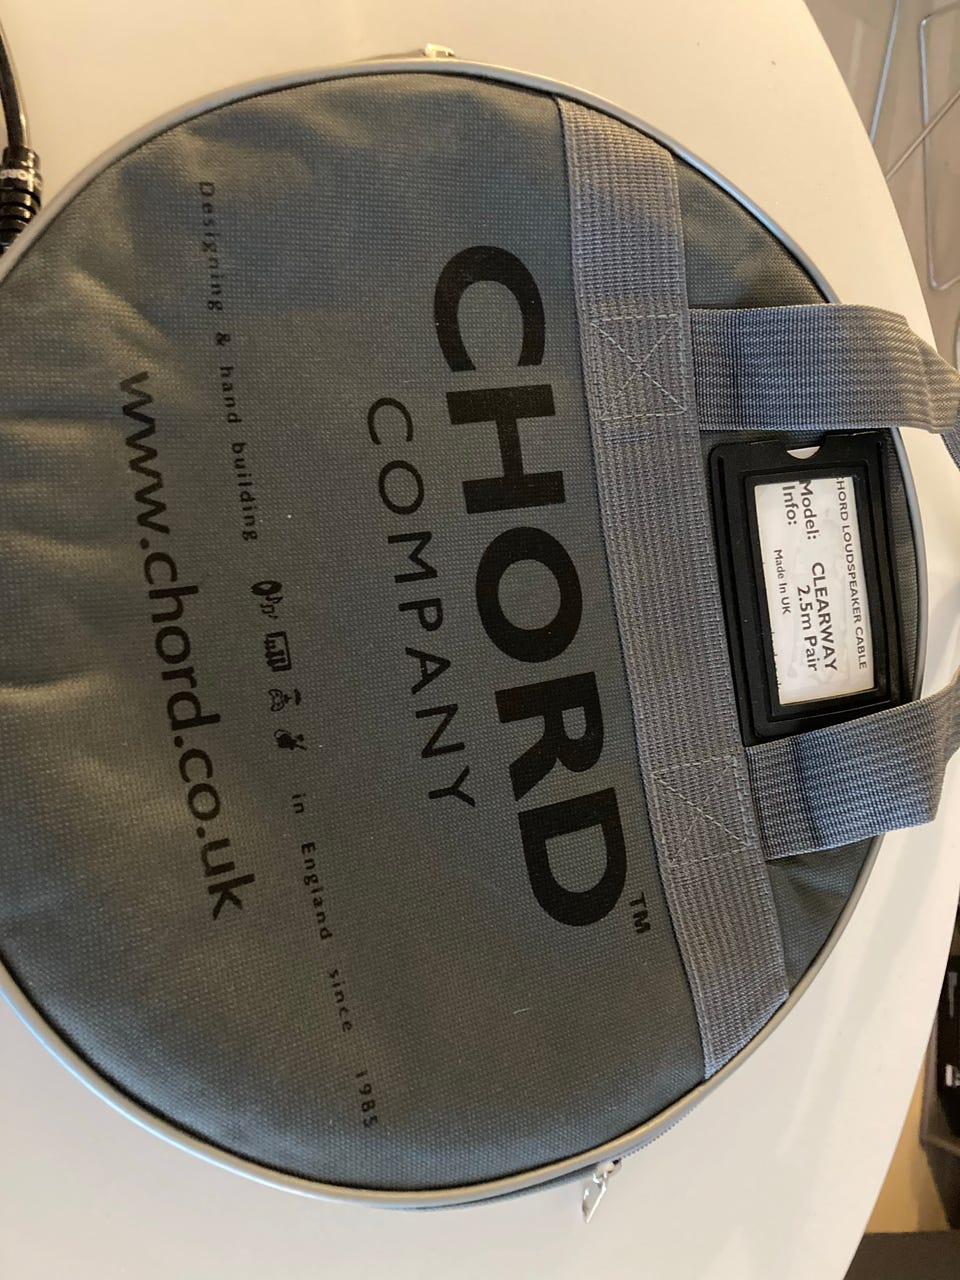 CHORD LOUDSPEAKER CABLE
Model: CLEARWAY
Info: 2.5m Pair
Made In UK
CHORD™
COMPANY
Designing & hand building in England since 1985
www.chord.co.uk